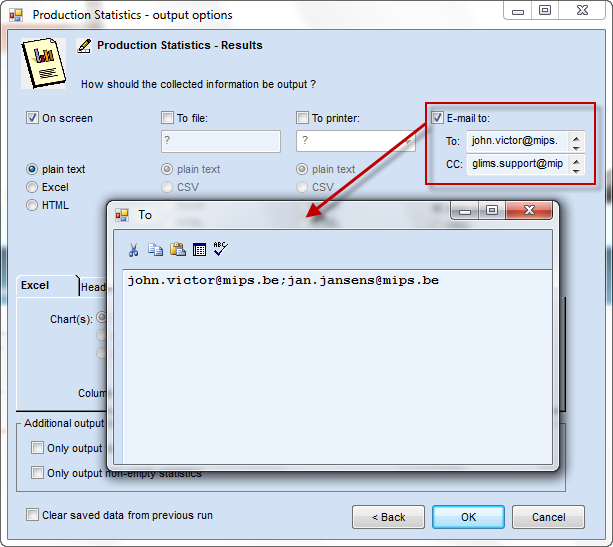 Production Statistics - output options
Production Statistics - Results
How should the collected information be output ?
On screen
To file:
To printer:
E-mail to:
?
?
To: john.victor@mips.
CC: glims.support@mip
plain text
Excel
HTML
plain text
CSV
plain text
CSV
To
ABC
john.victor@mips.be;jan.jansens@mips.be
Excel
Head
Chart(s):
Colum
Additional output
Only output
Only output non-empty statistics
Clear saved data from previous run
< Back
OK
Cancel